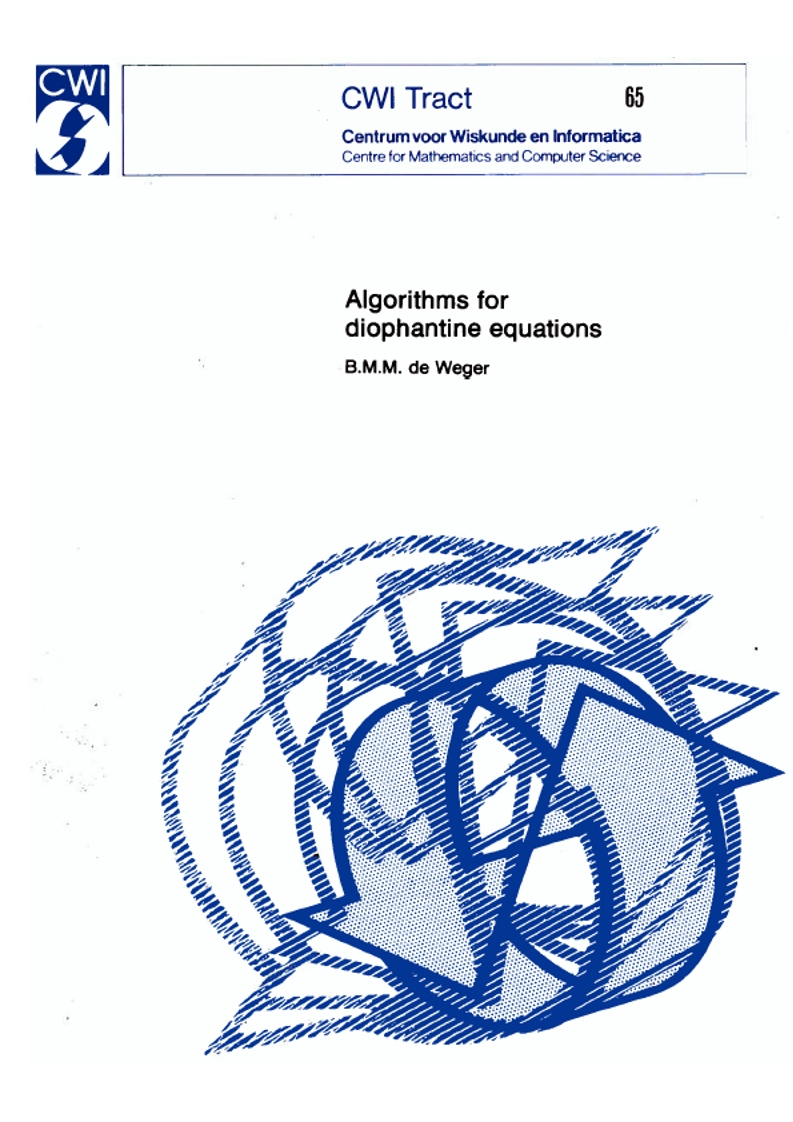 CWI
CWI Tract 65
Centrum voor Wiskunde en Informatica
Centre for Mathematics and Computer Science
Algorithms for
diophantine equations
B.M.M. de Weger